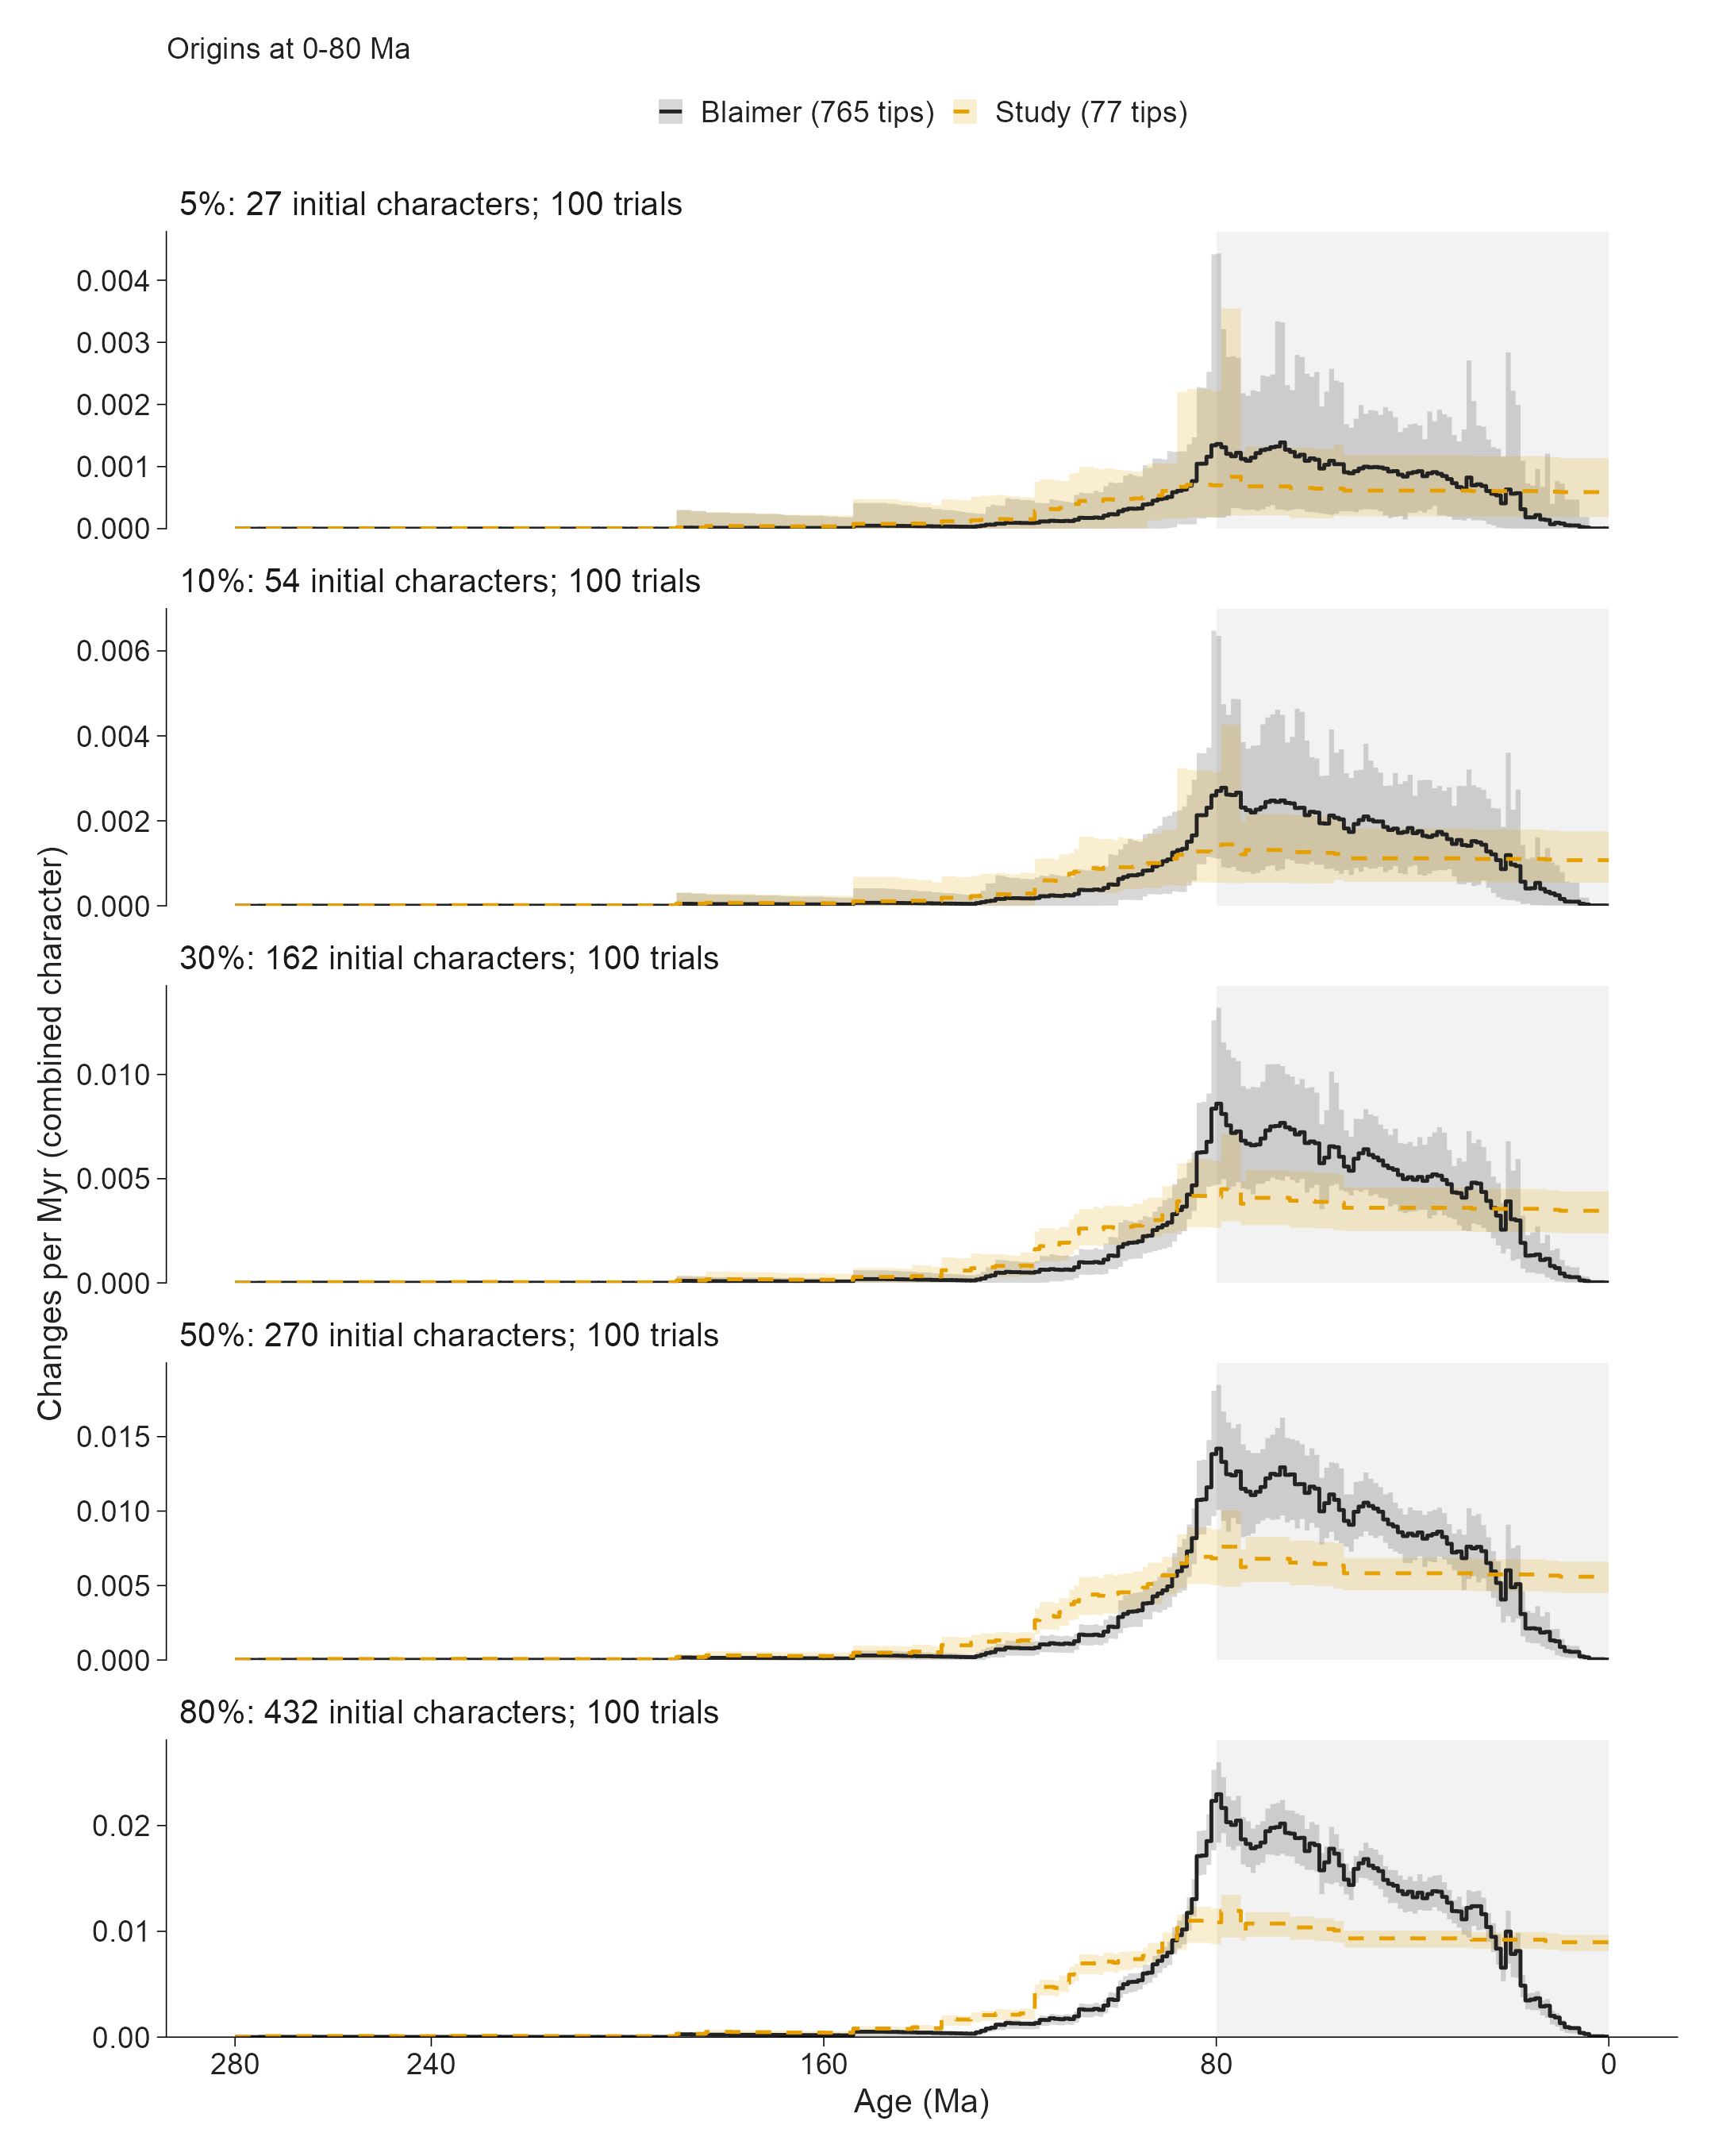 Origins at 0-80 Ma
Blaimer (765 tips) Study (77 tips)
Changes per Myr (combined character)
5%: 27 initial characters; 100 trials
0.004
0.003
0.002
0.001
0.000
10%: 54 initial characters; 100 trials
0.006
0.004
0.002
0.000
30%: 162 initial characters; 100 trials
0.010
0.005
0.000
50%: 270 initial characters; 100 trials
0.015
0.010
0.005
0.000
80%: 432 initial characters; 100 trials
0.02
0.01
0.00
280 240 160 80 0
Age (Ma)